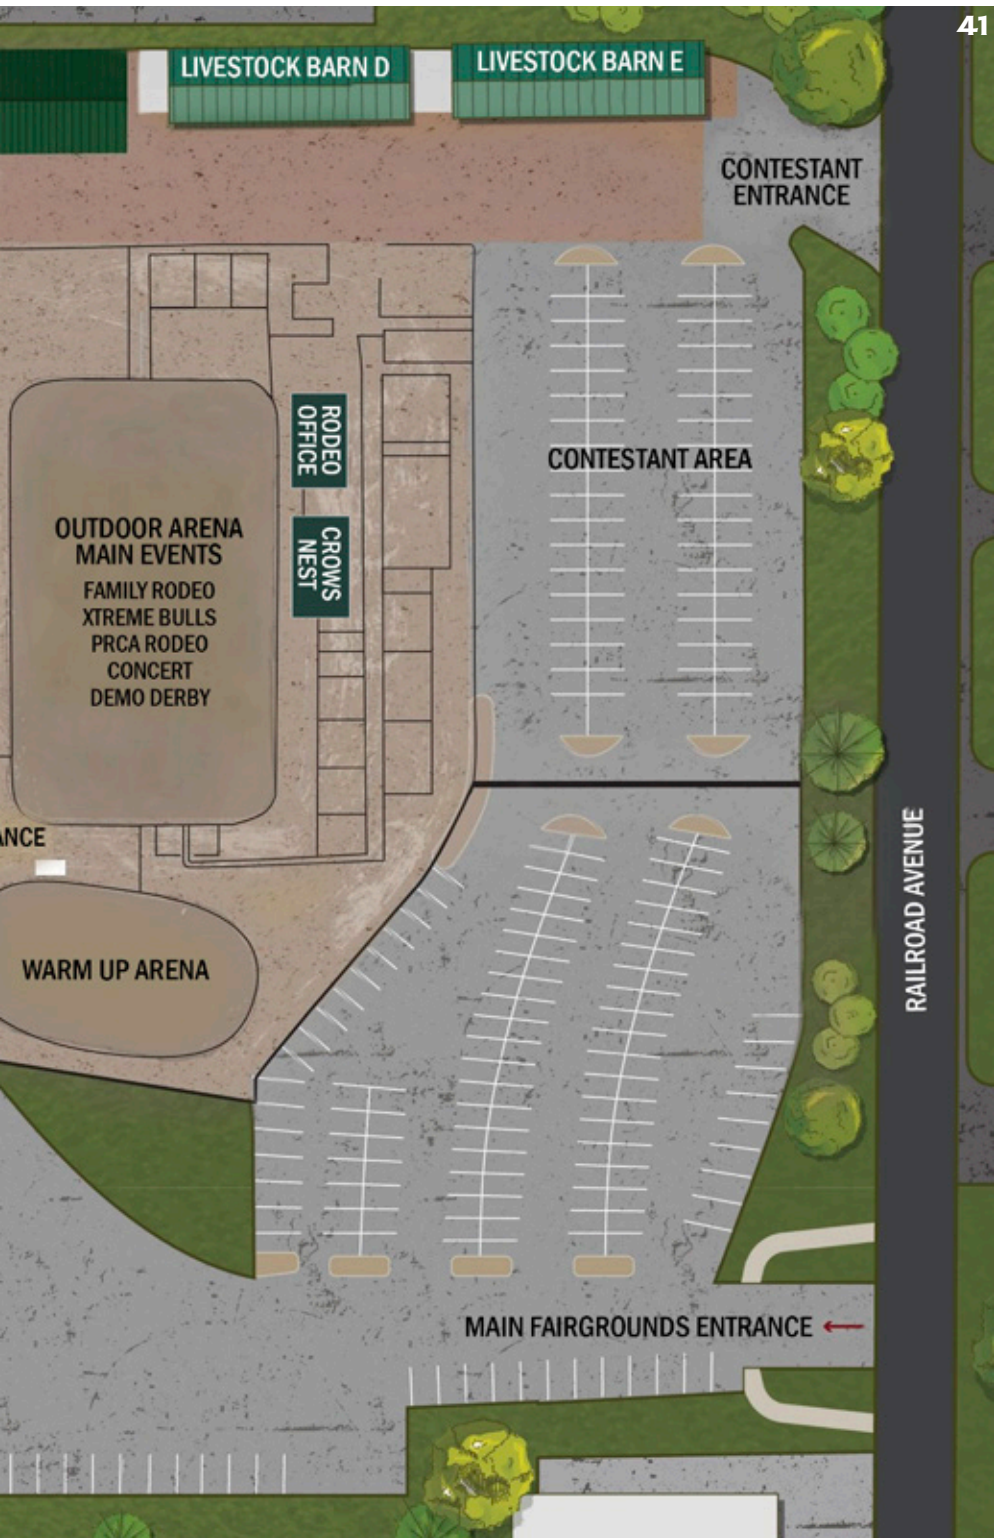 41
LIVESTOCK BARN D
LIVESTOCK BARN E
CONTESTANT
ENTRANCE
RODEO
OFFICE
CONTESTANT AREA
CROWS
NEST
OUTDOOR ARENA
MAIN EVENTS
FAMILY RODEO
XTREME BULLS
PRCA RODEO
CONCERT
DEMO DERBY
ANCE
WARM UP ARENA
RAILROAD AVENUE
MAIN FAIRGROUNDS ENTRANCE